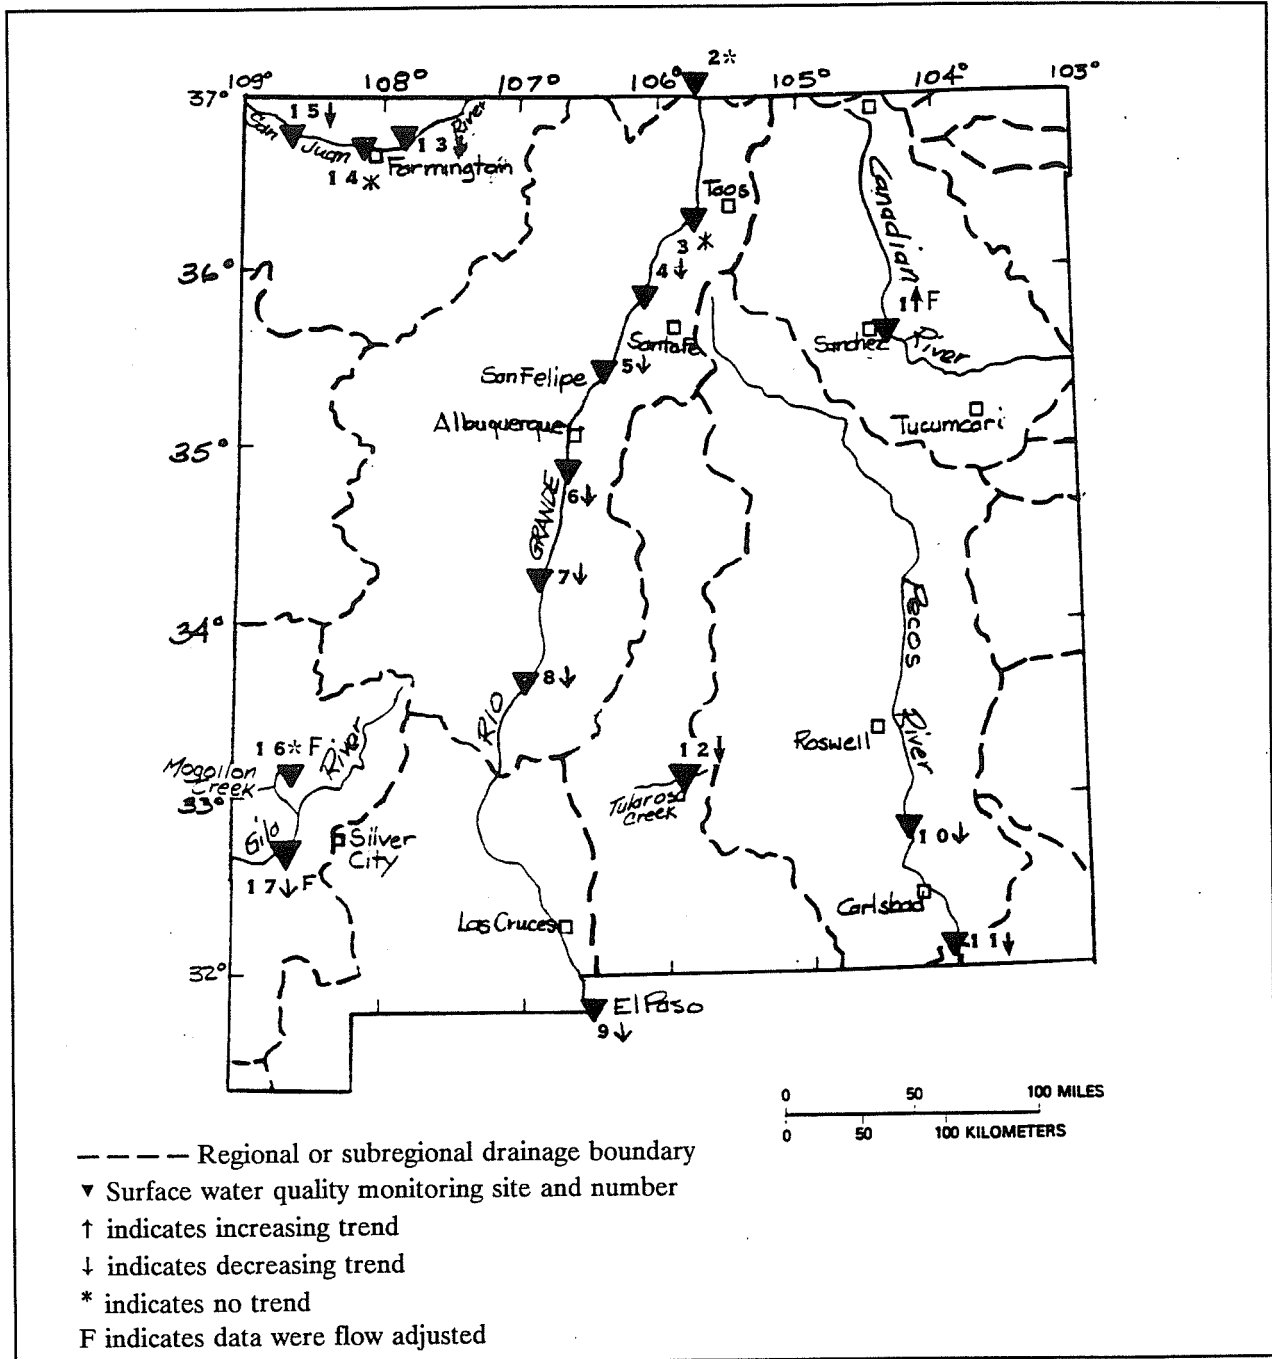 2*
109° 108° 107° 106° 105° 104° 103°
37°
15↓
San Juan River
13↓
14*
Farmington
Taos
3*
Canadian River
36°
4↓
1↑F
Santa Fe
Sanchez
San Felipe
5↓
Albuquerque
Tucumcari
35°
6↓
RIO GRANDE
7↓
Pecos River
34°
8↓
16* F
River
Mogollon Creek
12↓
Roswell
33°
Tularosa Creek
Gila
Silver City
10↓
17↓F
Carlsbad
Las Cruces
11↓
32°
El Paso
9↓
0 50 100 MILES
0 50 100 KILOMETERS
– – – – Regional or subregional drainage boundary
▼ Surface water quality monitoring site and number
↑ indicates increasing trend
↓ indicates decreasing trend
* indicates no trend
F indicates data were flow adjusted